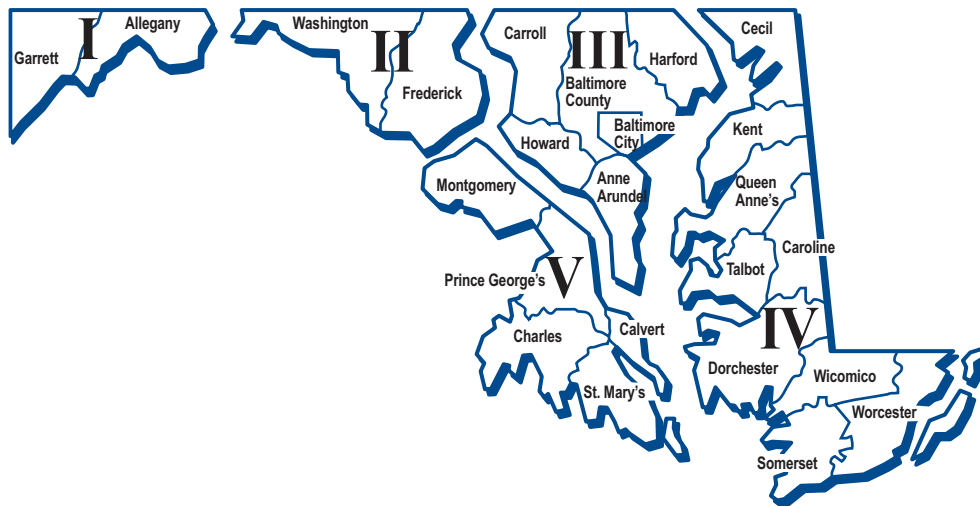 Allegany
Garrett
I
Washington
II
Frederick
Carroll
III
Harford
Baltimore
County
Baltimore
City
Howard
Anne
Arundel
Cecil
Kent
Queen
Anne's
Caroline
Talbot
IV
Dorchester
Wicomico
Worcester
Somerset
Montgomery
Prince George's
V
Charles
Calvert
St. Mary's